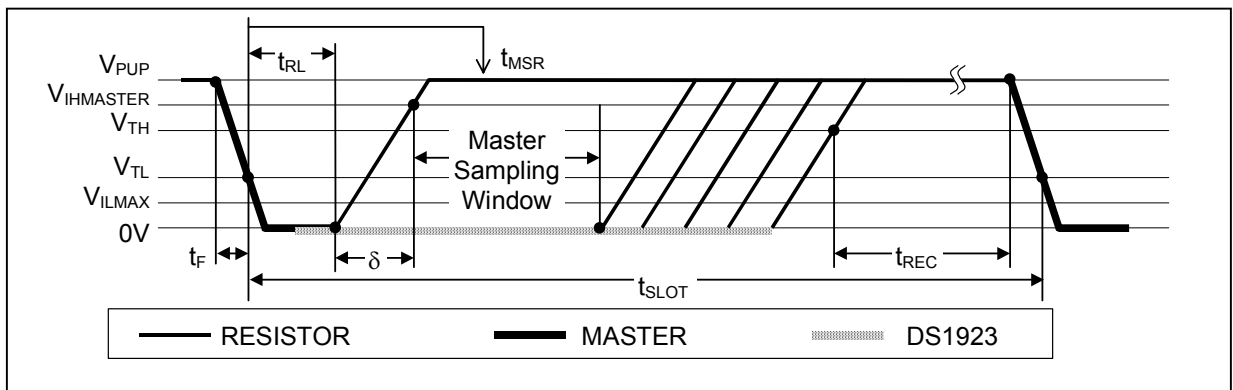 tRL
tMSR
VPUP
VIHMASTER
VTH
Master
Sampling
Window
VTL
VILMAX
0V
tF
δ
tREC
tSLOT
RESISTOR MASTER DS1923